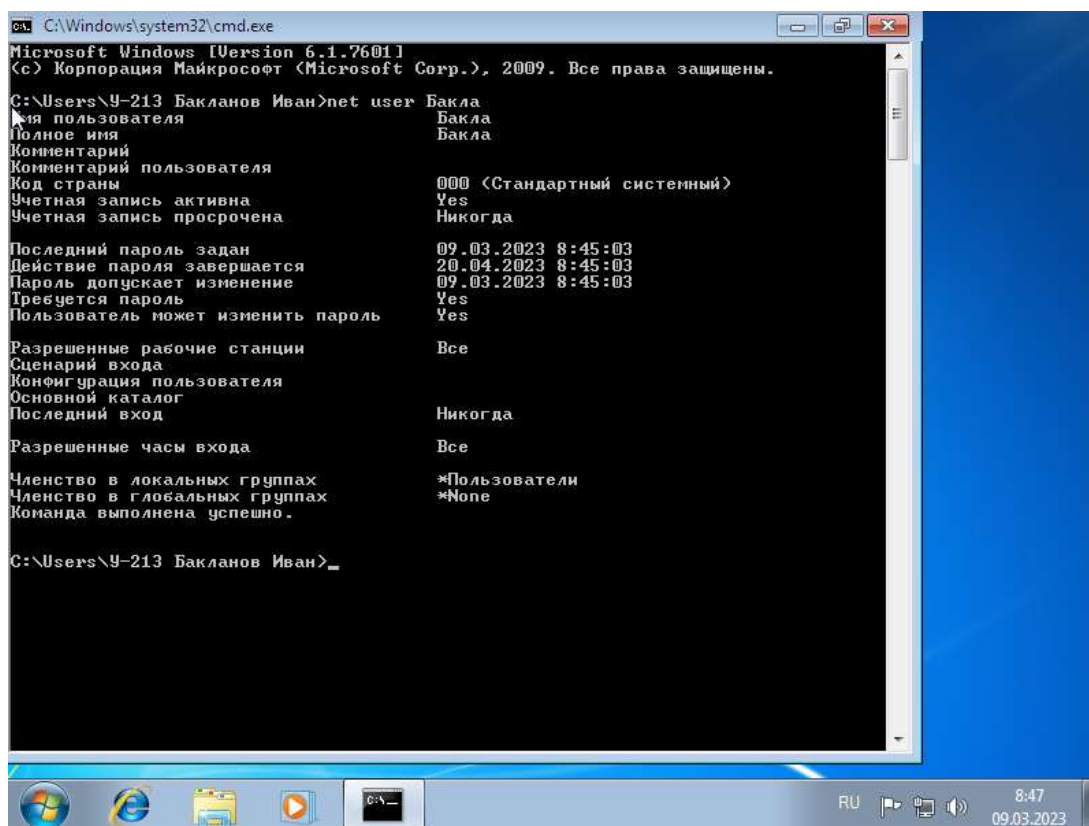 C:\Windows\system32\cmd.exe
Microsoft Windows [Version 6.1.7601]
(c) Корпорация Майкрософт (Microsoft Corp.), 2009. Все права защищены.
C:\Users\У-213 Бакланов Иван>net user Бакла
мя пользователя Бакла
Полное имя Бакла
Комментарий
Комментарий пользователя
Код страны 000 (Стандартный системный)
Учетная запись активна Yes
Учетная запись просрочена Никогда
Последний пароль задан 09.03.2023 8:45:03
Действие пароля завершается 20.04.2023 8:45:03
Пароль допускает изменение 09.03.2023 8:45:03
Требуется пароль Yes
Пользователь может изменить пароль Yes
Разрешенные рабочие станции Все
Сценарий входа
Конфигурация пользователя
Основной каталог
Последний вход Никогда
Разрешенные часы входа Все
Членство в локальных группах *Пользователи
Членство в глобальных группах *None
Команда выполнена успешно.
C:\Users\У-213 Бакланов Иван>_
RU 8:47
09.03.2023